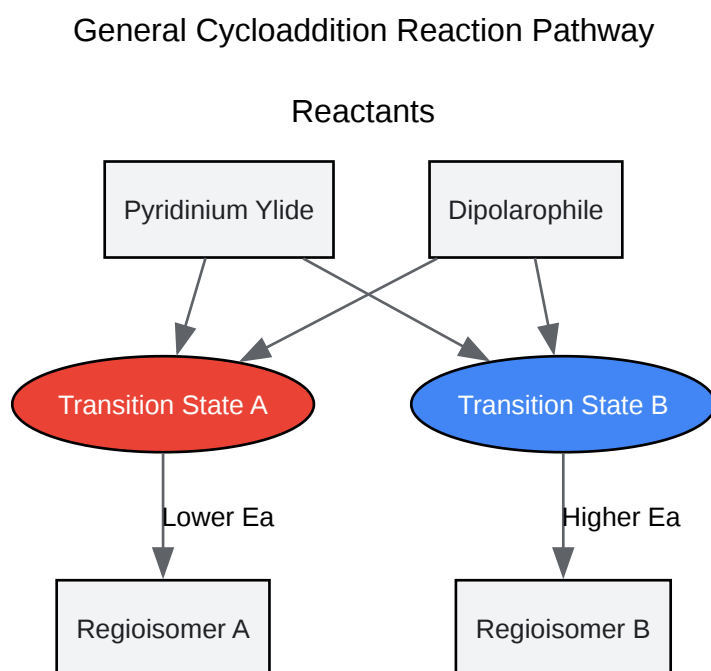 General Cycloaddition Reaction Pathway
Reactants
Pyridinium Ylide
Dipolarophile
Transition State A
Transition State B
Lower Ea
Higher Ea
Regioisomer A
Regioisomer B